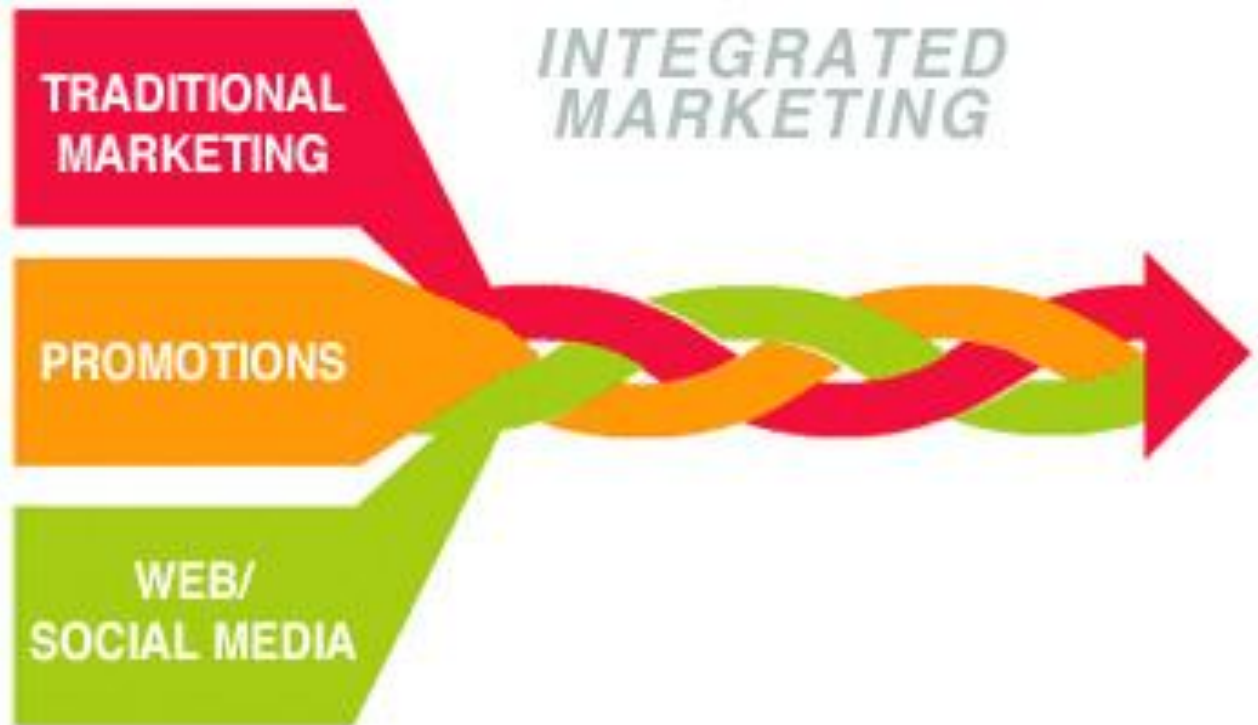 INTEGRATED
MARKETING
TRADITIONAL
MARKETING
PROMOTIONS
WEB/
SOCIAL MEDIA